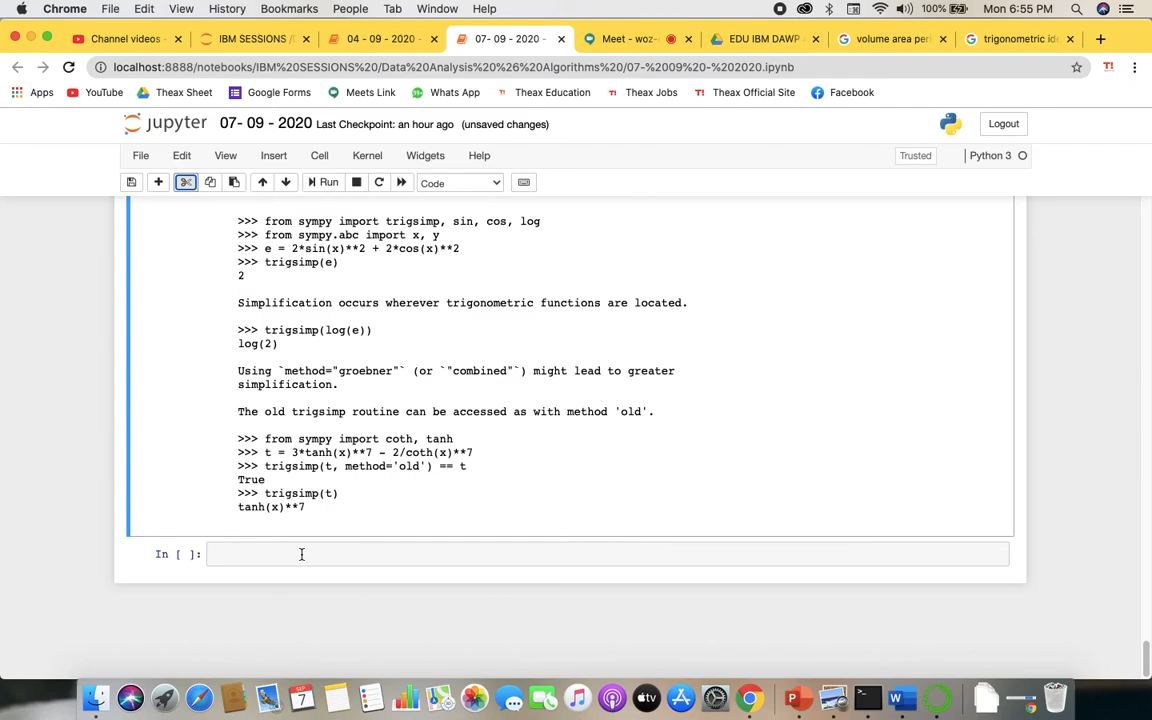 Chrome File Edit View History Bookmarks People Tab Window Help 100% Mon 6:55 PM
Channel videos - IBM SESSIONS / 04 - 09 - 2020 - 07- 09 - 2020 - Meet - woz- EDU IBM DAWP - volume area peri trigonometric ide
localhost:8888/notebooks/IBM%20SESSIONS%20/Data%20Analysis%20%26%20Algorithms%20/07-%2009%20-%202020.ipynb
Apps YouTube Theax Sheet Google Forms Meets Link Whats App Theax Education Theax Jobs Theax Official Site Facebook
jupyter 07- 09 - 2020 Last Checkpoint: an hour ago (unsaved changes) Logout
File Edit View Insert Cell Kernel Widgets Help Trusted Python 3
Run Code
>>> from sympy import trigsimp, sin, cos, log
>>> from sympy.abc import x, y
>>> e = 2*sin(x)**2 + 2*cos(x)**2
>>> trigsimp(e)
2
Simplification occurs wherever trigonometric functions are located.
>>> trigsimp(log(e))
log(2)
Using `method="groebner"` (or `"combined"`) might lead to greater
simplification.
The old trigsimp routine can be accessed as with method 'old'.
>>> from sympy import coth, tanh
>>> t = 3*tanh(x)**7 - 2/coth(x)**7
>>> trigsimp(t, method='old') == t
True
>>> trigsimp(t)
tanh(x)**7
In [ ]: